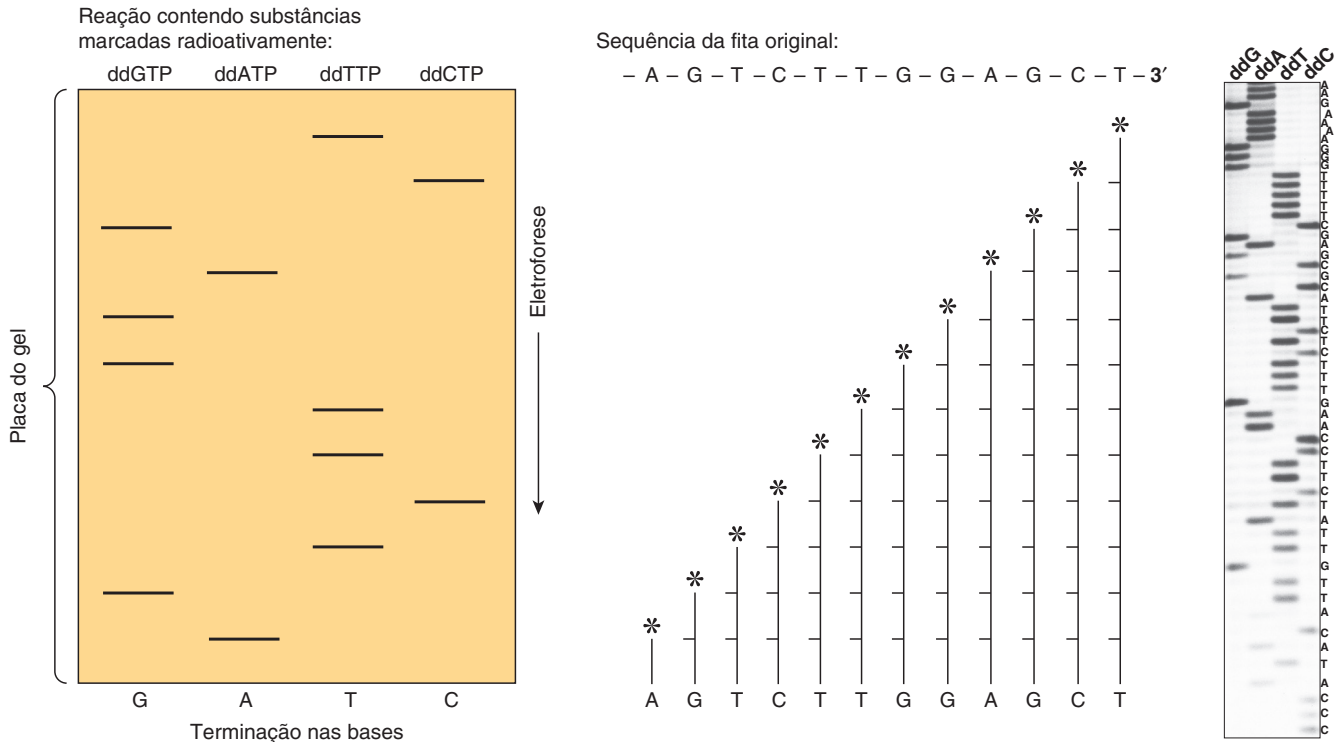 Reação contendo substâncias
marcadas radioativamente:
ddGTP ddATP ddTTP ddCTP
Placa do gel
Eletroforese
G A T C
Terminação nas bases
Sequência da fita original:
– A – G – T – C – T – T – G – G – A – G – C – T – 3′
* * * * * * * * * * * *
A G T C T T G G A G C T
ddG ddA ddT ddC
A
A
G
A
A
A
A
G
G
G
T
T
T
T
T
C
G
A
G
C
G
C
A
T
T
C
T
C
T
T
T
G
A
A
C
C
T
T
C
T
A
T
T
G
T
T
A
C
A
T
A
C
C
C